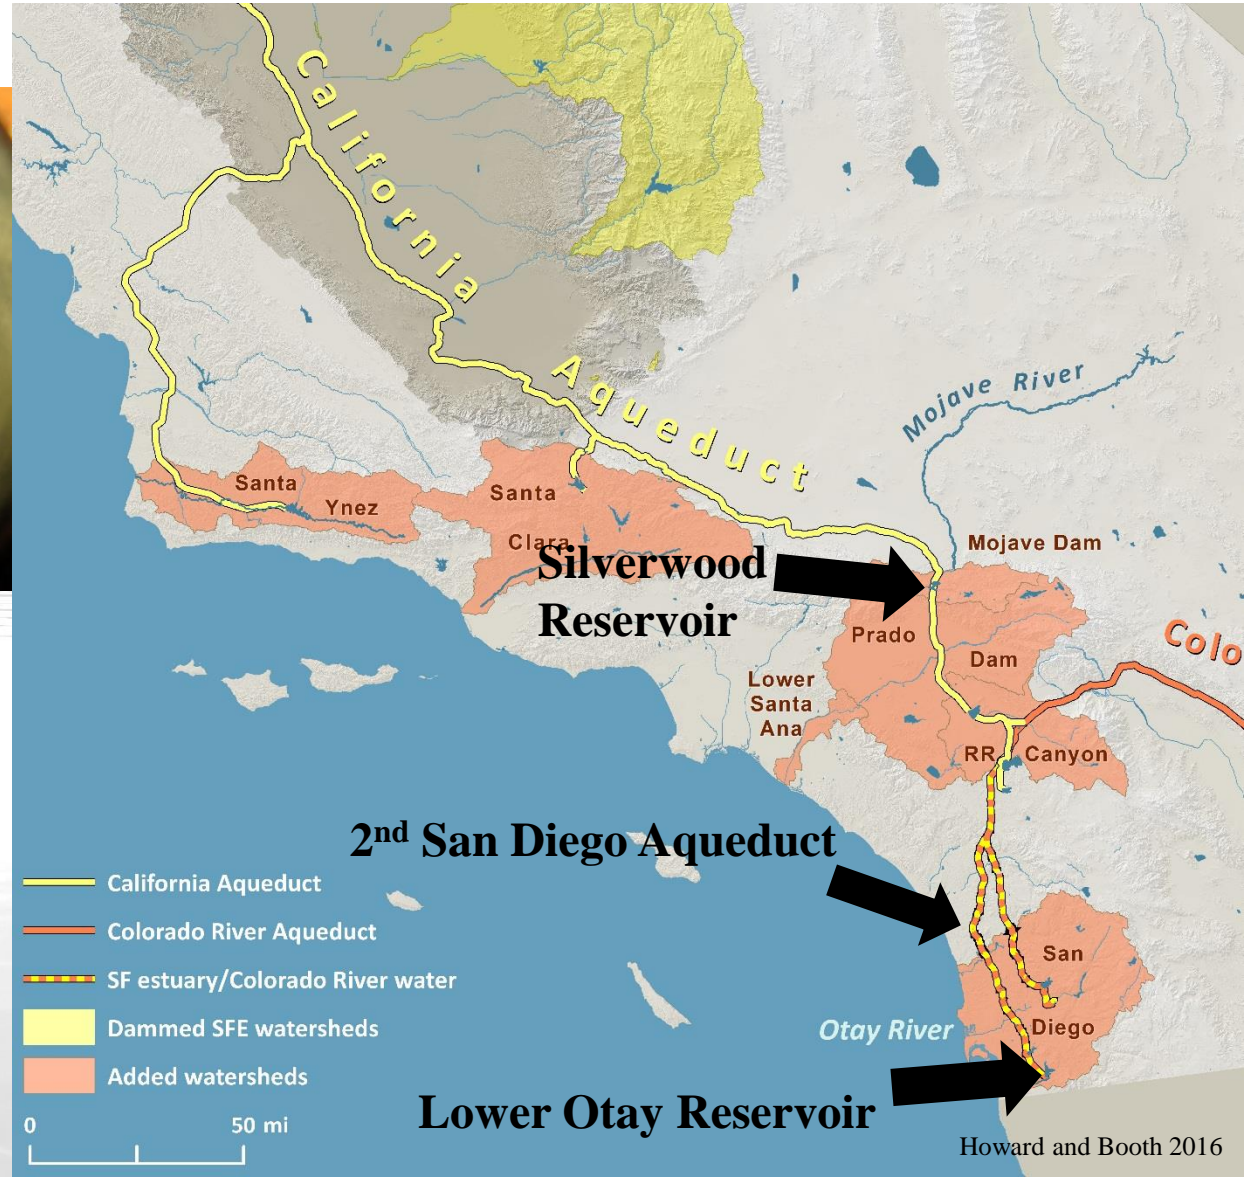 California
Aqueduct
Mojave River
Santa
Ynez
Santa
Clara
Silverwood
Reservoir
Mojave Dam
Prado
Dam
Colo
Lower
Santa
Ana
RR Canyon
2nd San Diego Aqueduct
San
Diego
Otay River
Lower Otay Reservoir
California Aqueduct
Colorado River Aqueduct
SF estuary/Colorado River water
Dammed SFE watersheds
Added watersheds
0 50 mi
Howard and Booth 2016